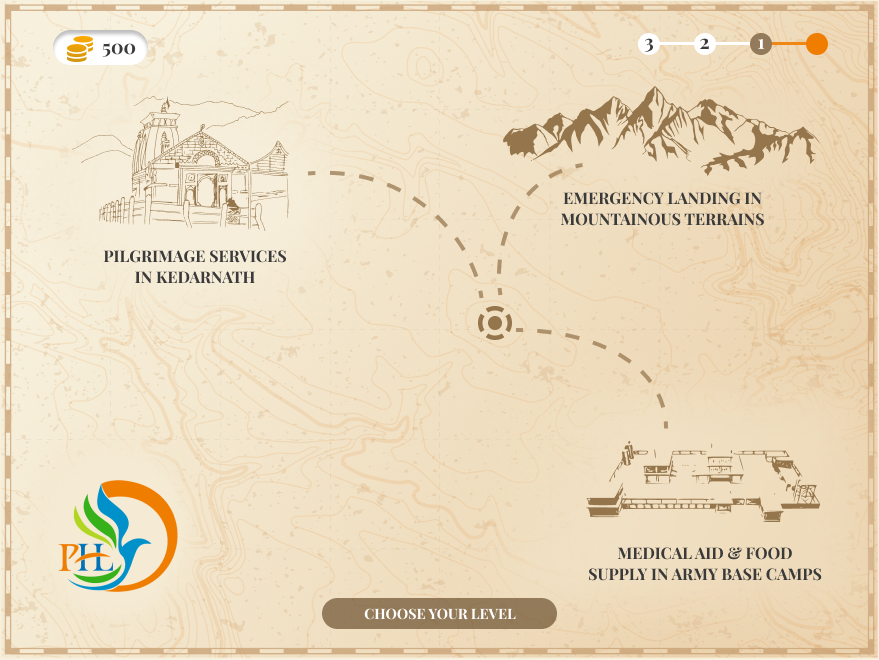 500
3 2 1
EMERGENCY LANDING IN
MOUNTAINOUS TERRAINS
PILGRIMAGE SERVICES
IN KEDARNATH
PHL
MEDICAL AID & FOOD
SUPPLY IN ARMY BASE CAMPS
CHOOSE YOUR LEVEL